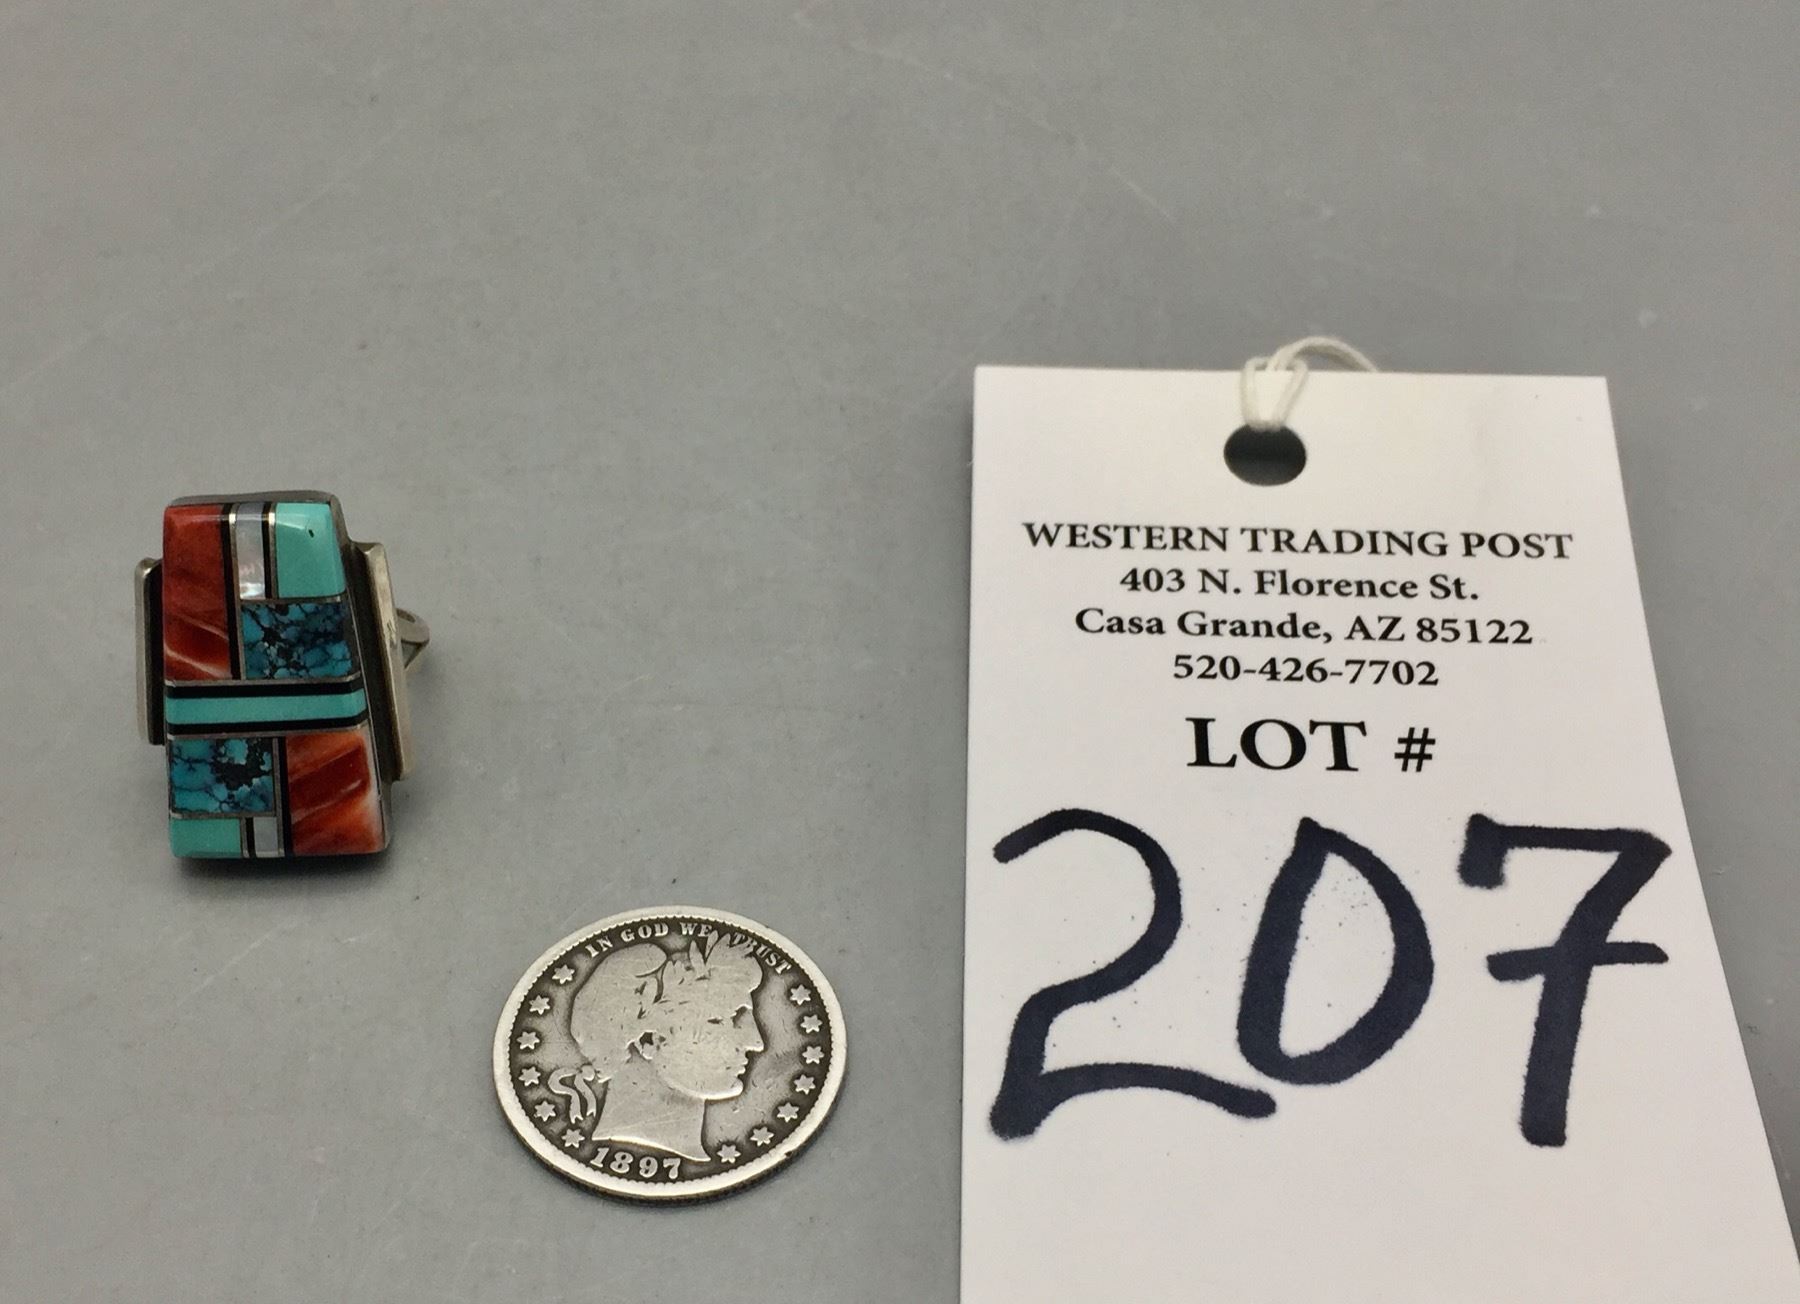 WESTERN TRADING POST
403 N. Florence St.
Casa Grande, AZ 85122
520-426-7702
LOT #
207
IN GOD WE TRUST
1897